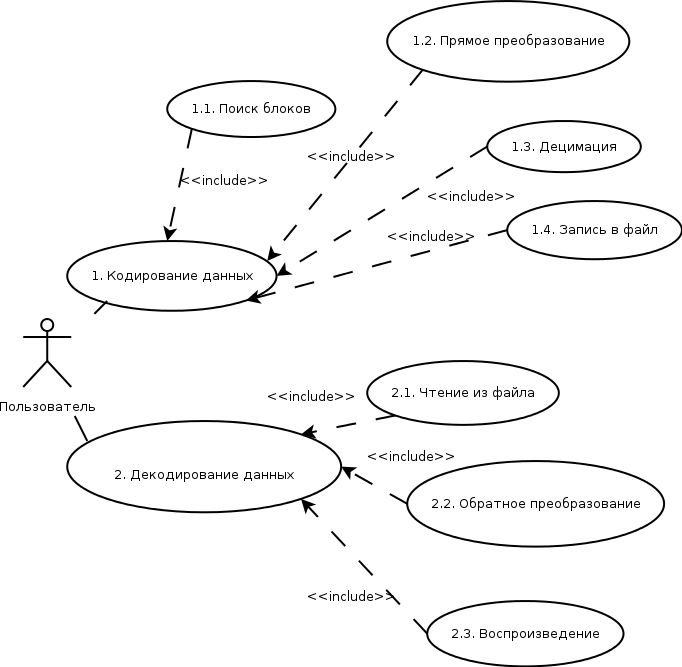 1.2. Прямое преобразование
1.1. Поиск блоков
1.3. Децимация
<<include>>
<<include>>
<<include>>
1.4. Запись в файл
<<include>>
1. Кодирование данных
Пользователь
2.1. Чтение из файла
<<include>>
<<include>>
2. Декодирование данных
2.2. Обратное преобразование
<<include>>
2.3. Воспроизведение